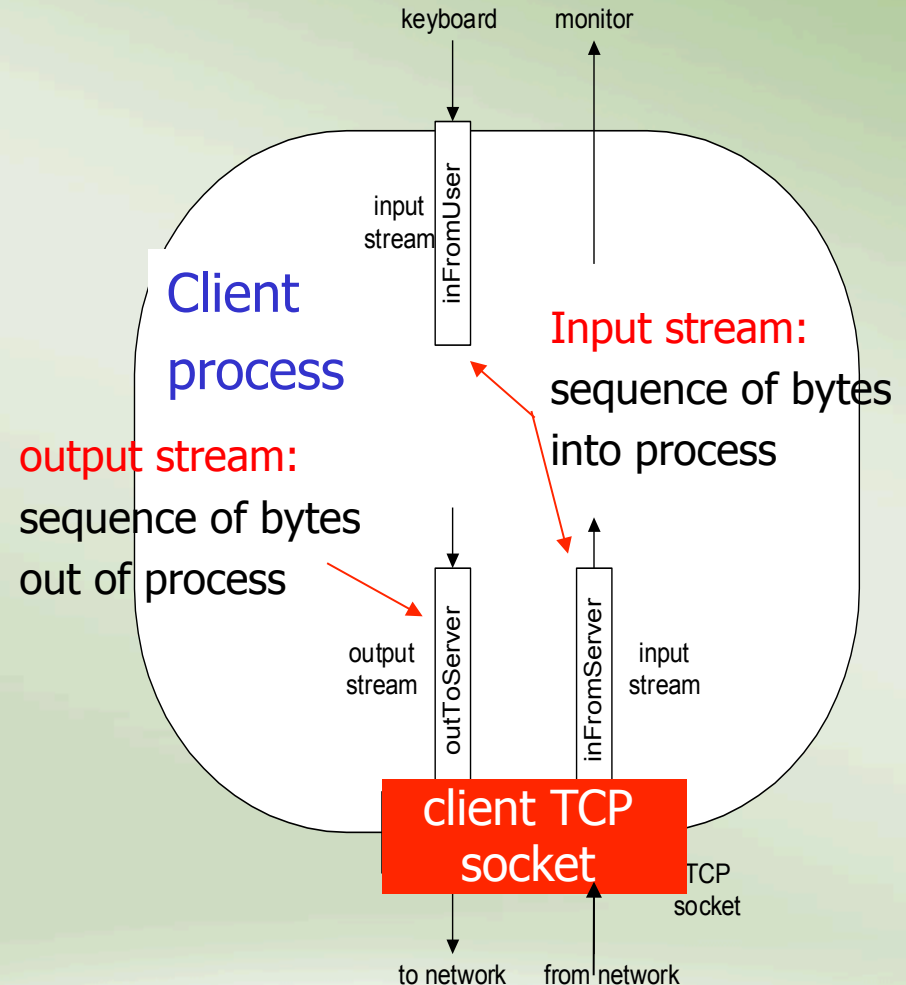 keyboard
monitor
input
stream
inFromUser
Client
process
Input stream:
sequence of bytes
into process
output stream:
sequence of bytes
out of process
output
stream
outToServer
inFromServer
input
stream
client TCP
socket
TCP
socket
to network
from network